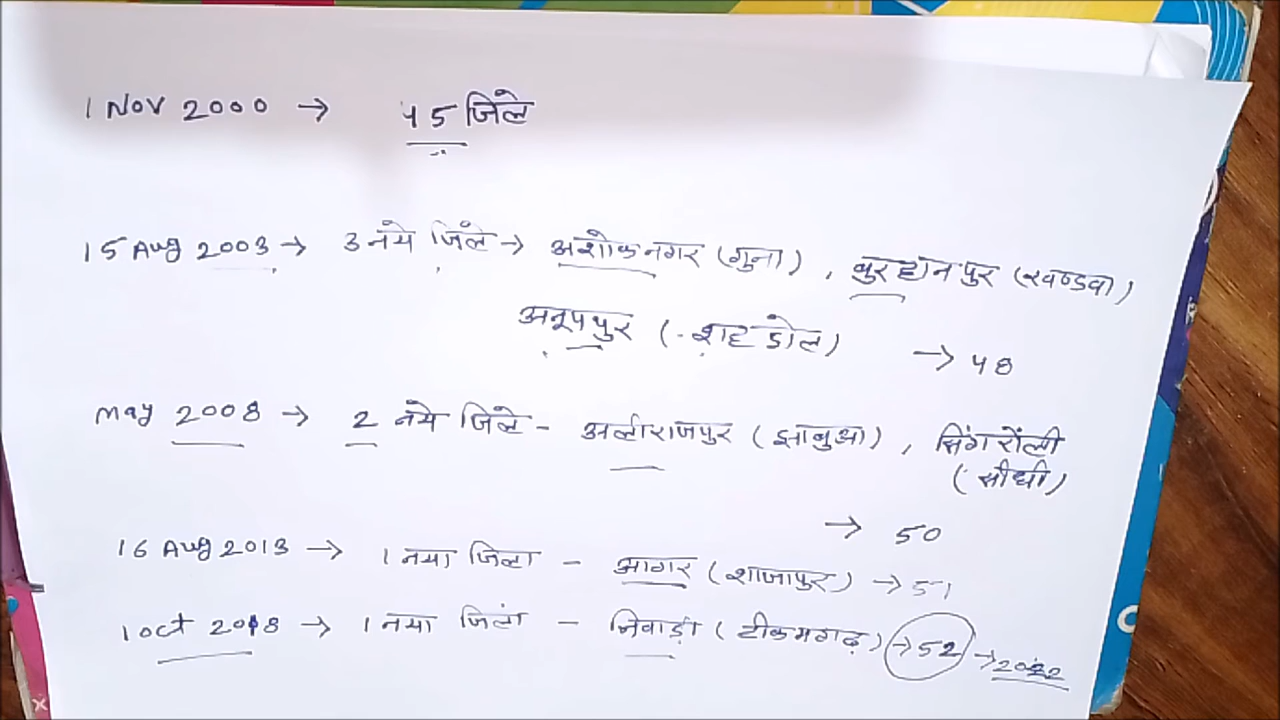 1 Nov 2000 → 45 जिले
15 Aug 2003 → 3 नये जिले → अशोकनगर (गुना) , बुरहानपुर (खण्डवा)
अनूपपुर (शहडोल) → 48
May 2008 → 2 नये जिले - अलीराजपुर (झाबुआ) , सिंगरौली
(सीधी)
→ 50
16 Aug 2013 → 1 नया जिला - आगर (शाजापुर) → 51
1 Oct 2018 → 1 नया जिला - निवाड़ी (टीकमगढ़) → 52 → 2022